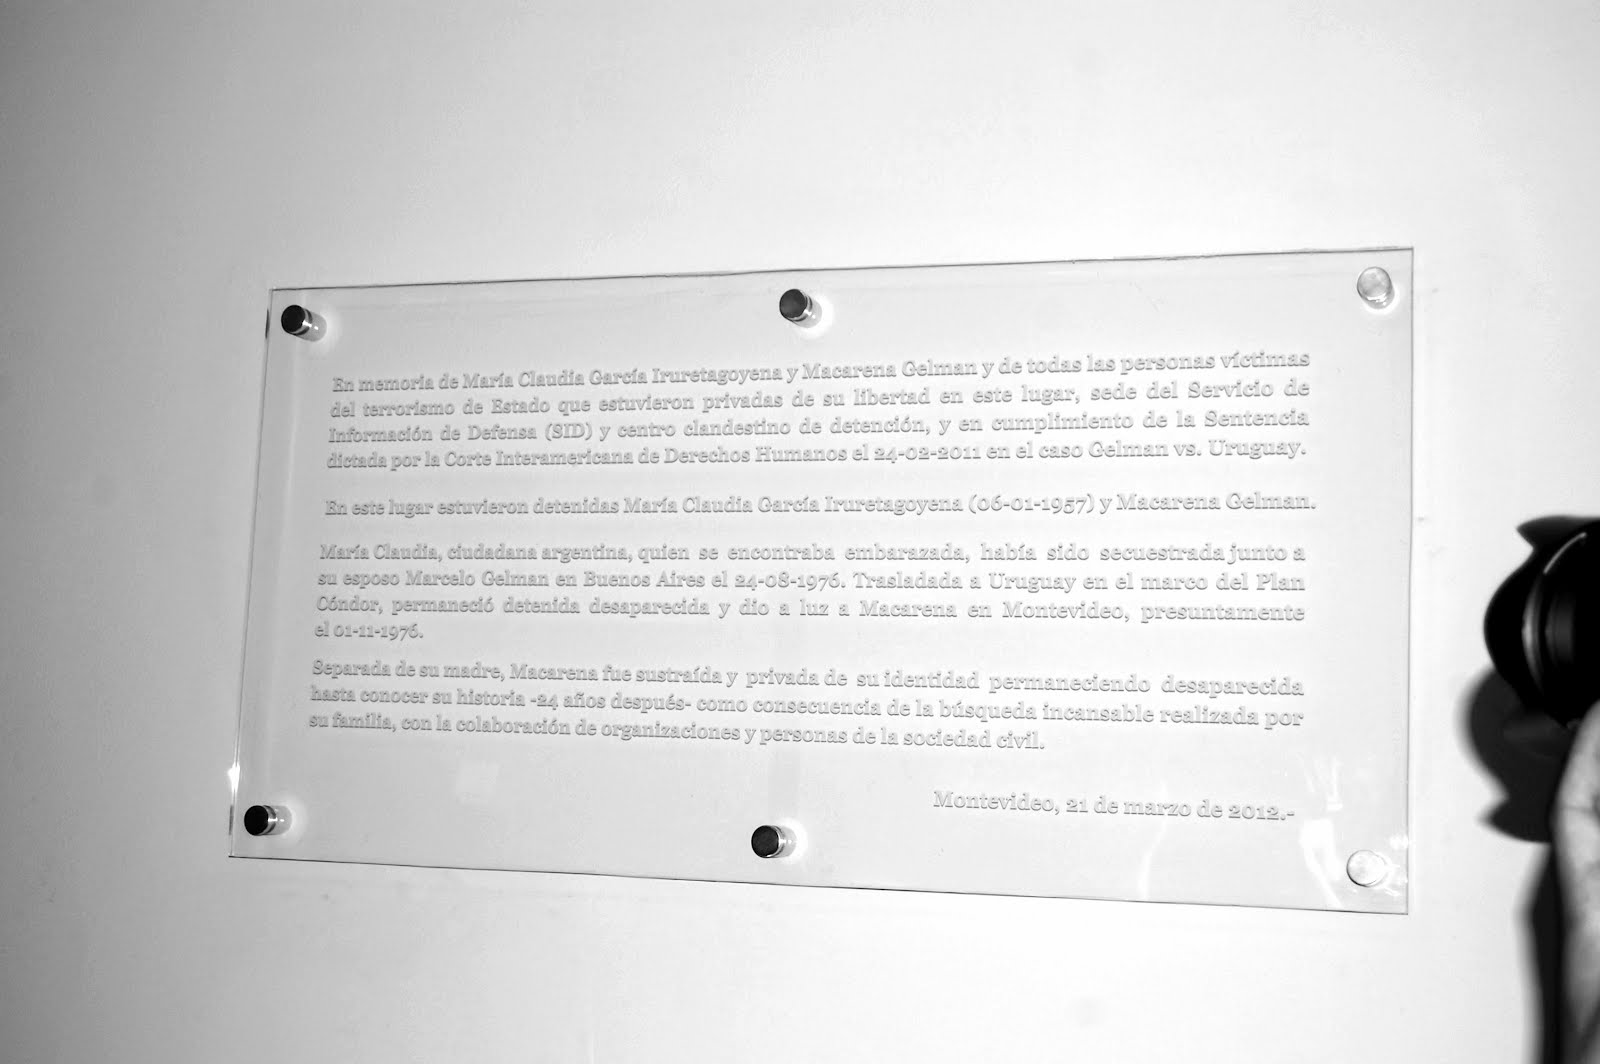 En memoria de María Claudia García Iruretagoyena y Macarena Gelman y de todas las personas víctimas
del terrorismo de Estado que estuvieron privadas de su libertad en este lugar, sede del Servicio de
Información de Defensa (SID) y centro clandestino de detención, y en cumplimiento de la Sentencia
dictada por la Corte Interamericana de Derechos Humanos el 24-02-2011 en el caso Gelman vs. Uruguay.
En este lugar estuvieron detenidas María Claudia García Iruretagoyena (06-01-1957) y Macarena Gelman.
María Claudia, ciudadana argentina, quien se encontraba embarazada, había sido secuestrada junto a
su esposo Marcelo Gelman en Buenos Aires el 24-08-1976. Trasladada a Uruguay en el marco del Plan
Cóndor, permaneció detenida desaparecida y dio a luz a Macarena en Montevideo, presuntamente
el 01-11-1976.
Separada de su madre, Macarena fue sustraída y privada de su identidad permaneciendo desaparecida
hasta conocer su historia -24 años después- como consecuencia de la búsqueda incansable realizada por
su familia, con la colaboración de organizaciones y personas de la sociedad civil.
Montevideo, 21 de marzo de 2012.-